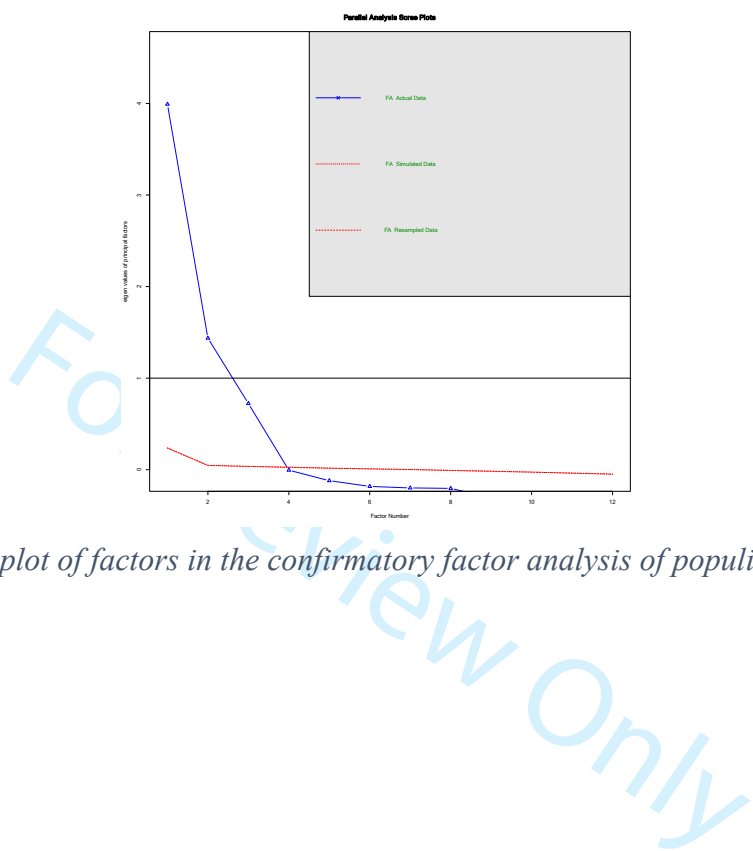 Parallel Analysis Scree Plots
FA Actual Data
FA Simulated Data
FA Resampled Data
eigen values of principal factors
4
3
2
1
0
2
4
6
8
10
12
Factor Number
plot of factors in the confirmatory factor analysis of populi
Fo
view Only